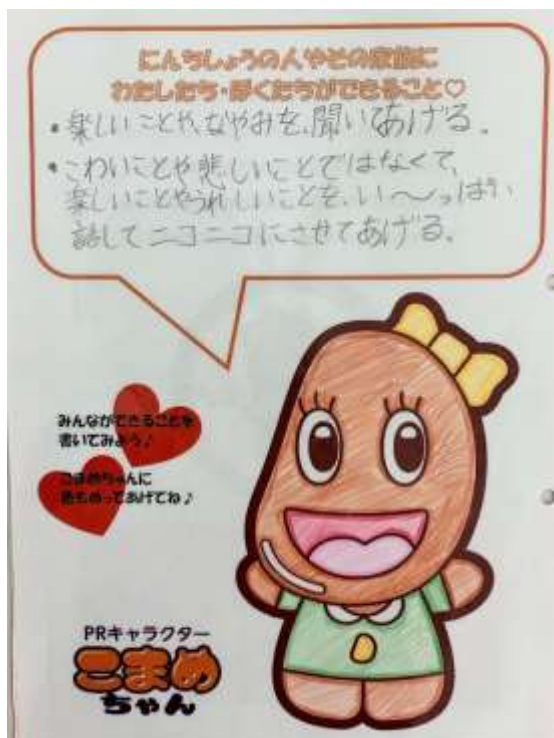 にんちしょうの人やその家族に
わたしたち・ぼくたちができること♡
・楽しいことや、なやみを、聞いてあげる。
・こわいことや悲しいことではなくて、
楽しいことやうれしいことを、い〜っぱい
話してニコニコにさせてあげる。
みんなができることを
書いてみよう♪
こまめちゃんに
色もぬってあげてね♪
PRキャラクター
こまめ
ちゃん